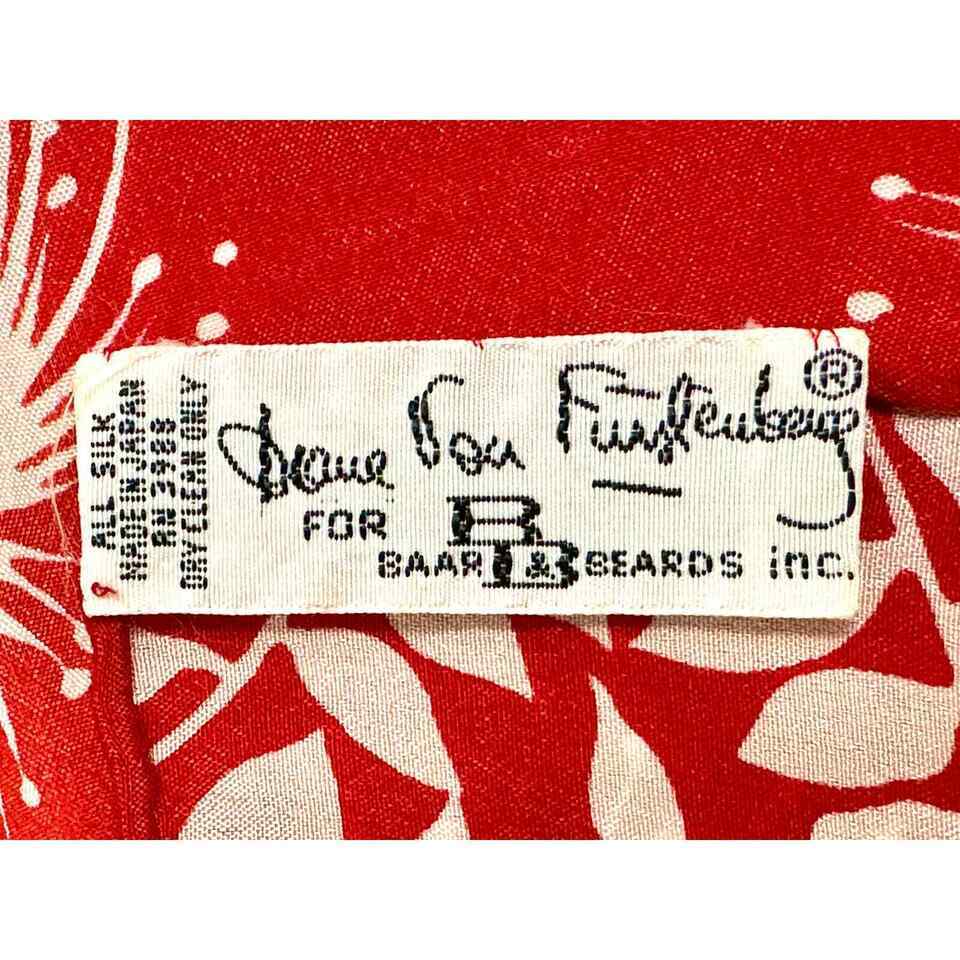 ALL SILK
MADE IN JAPAN
RN 3988
DRY CLEAN ONLY
Diane Von Furstenberg ®
FOR B
BAAR & B BEARDS inc.